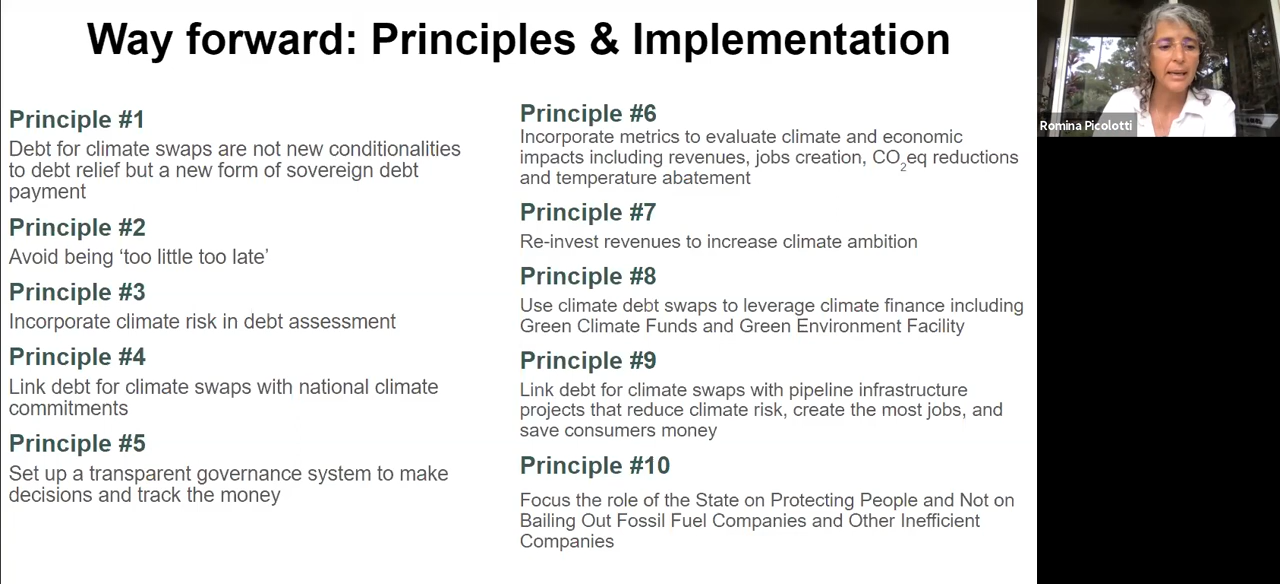 Way forward: Principles & Implementation
Principle #1
Debt for climate swaps are not new conditionalities
to debt relief but a new form of sovereign debt
payment
Principle #2
Avoid being ‘too little too late’
Principle #3
Incorporate climate risk in debt assessment
Principle #4
Link debt for climate swaps with national climate
commitments
Principle #5
Set up a transparent governance system to make
decisions and track the money
Principle #6
Incorporate metrics to evaluate climate and economic
impacts including revenues, jobs creation, CO₂eq reductions
and temperature abatement
Principle #7
Re-invest revenues to increase climate ambition
Principle #8
Use climate debt swaps to leverage climate finance including
Green Climate Funds and Green Environment Facility
Principle #9
Link debt for climate swaps with pipeline infrastructure
projects that reduce climate risk, create the most jobs, and
save consumers money
Principle #10
Focus the role of the State on Protecting People and Not on
Bailing Out Fossil Fuel Companies and Other Inefficient
Companies
Romina Picolotti